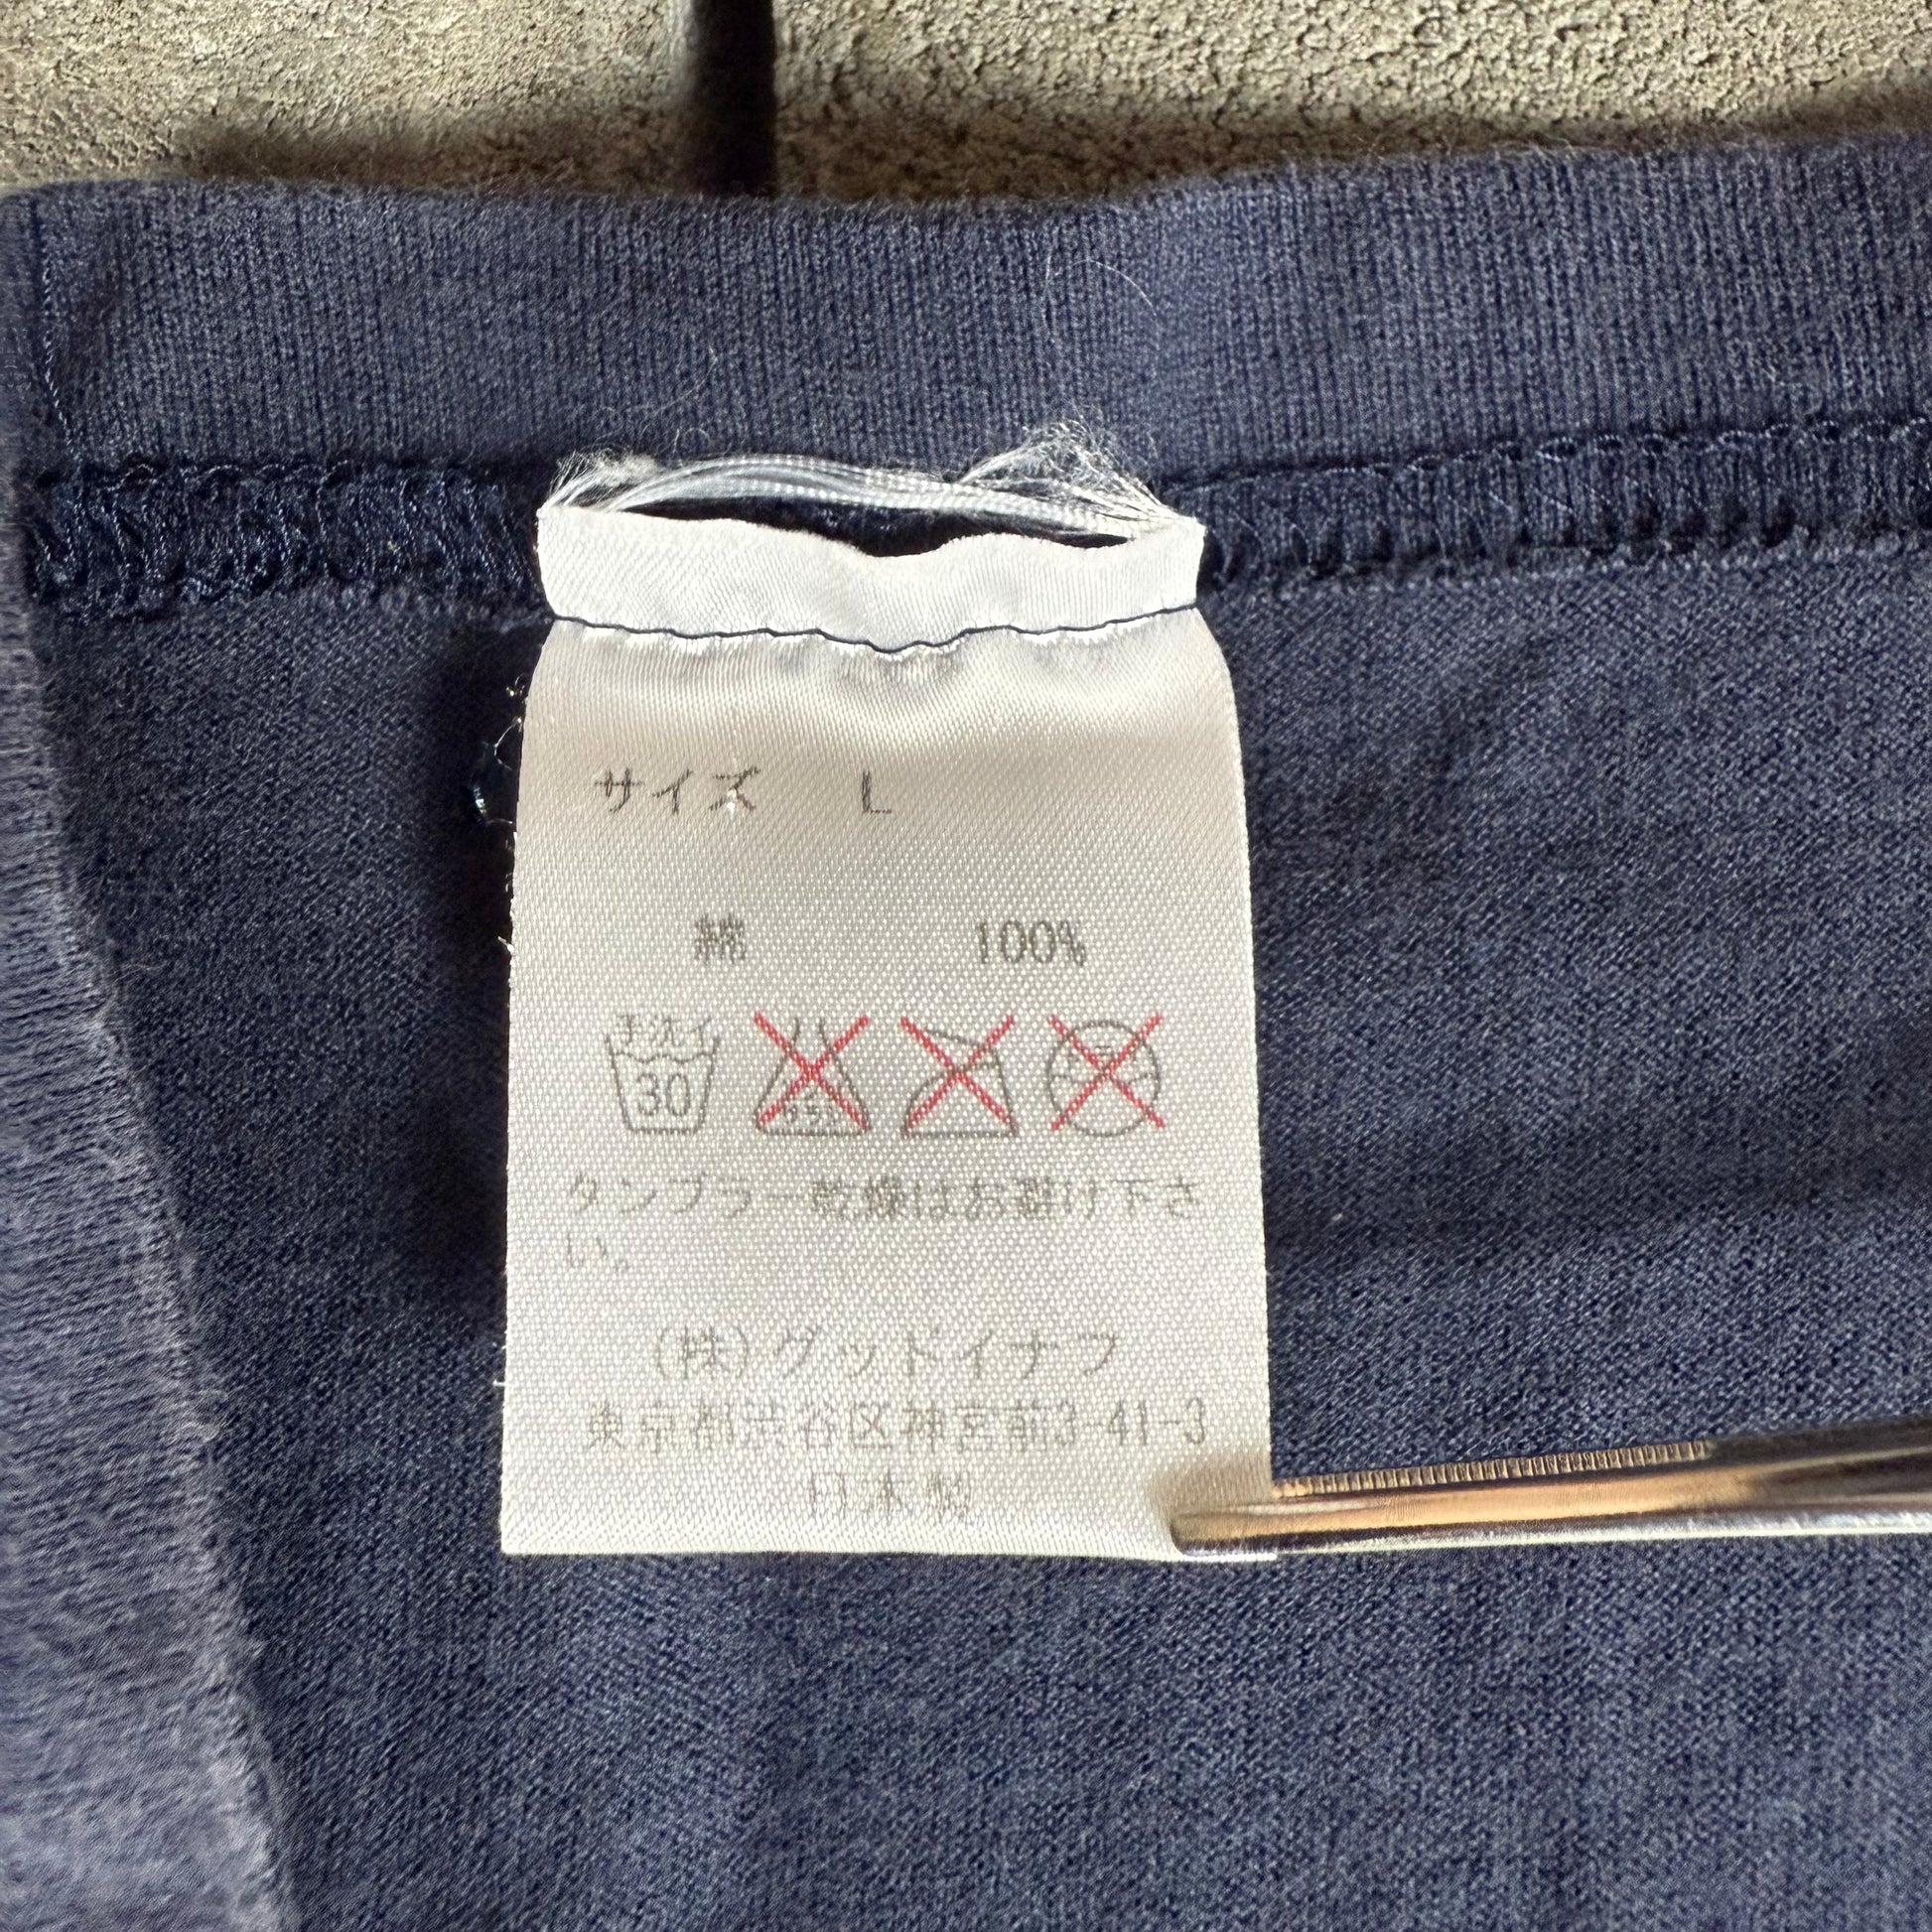 サイズ L
綿 100%
手洗イ
30
タンブラー乾燥はお避け下さ
い。
(株)グッドイナフ
東京都渋谷区神宮前3-41-3
日本製